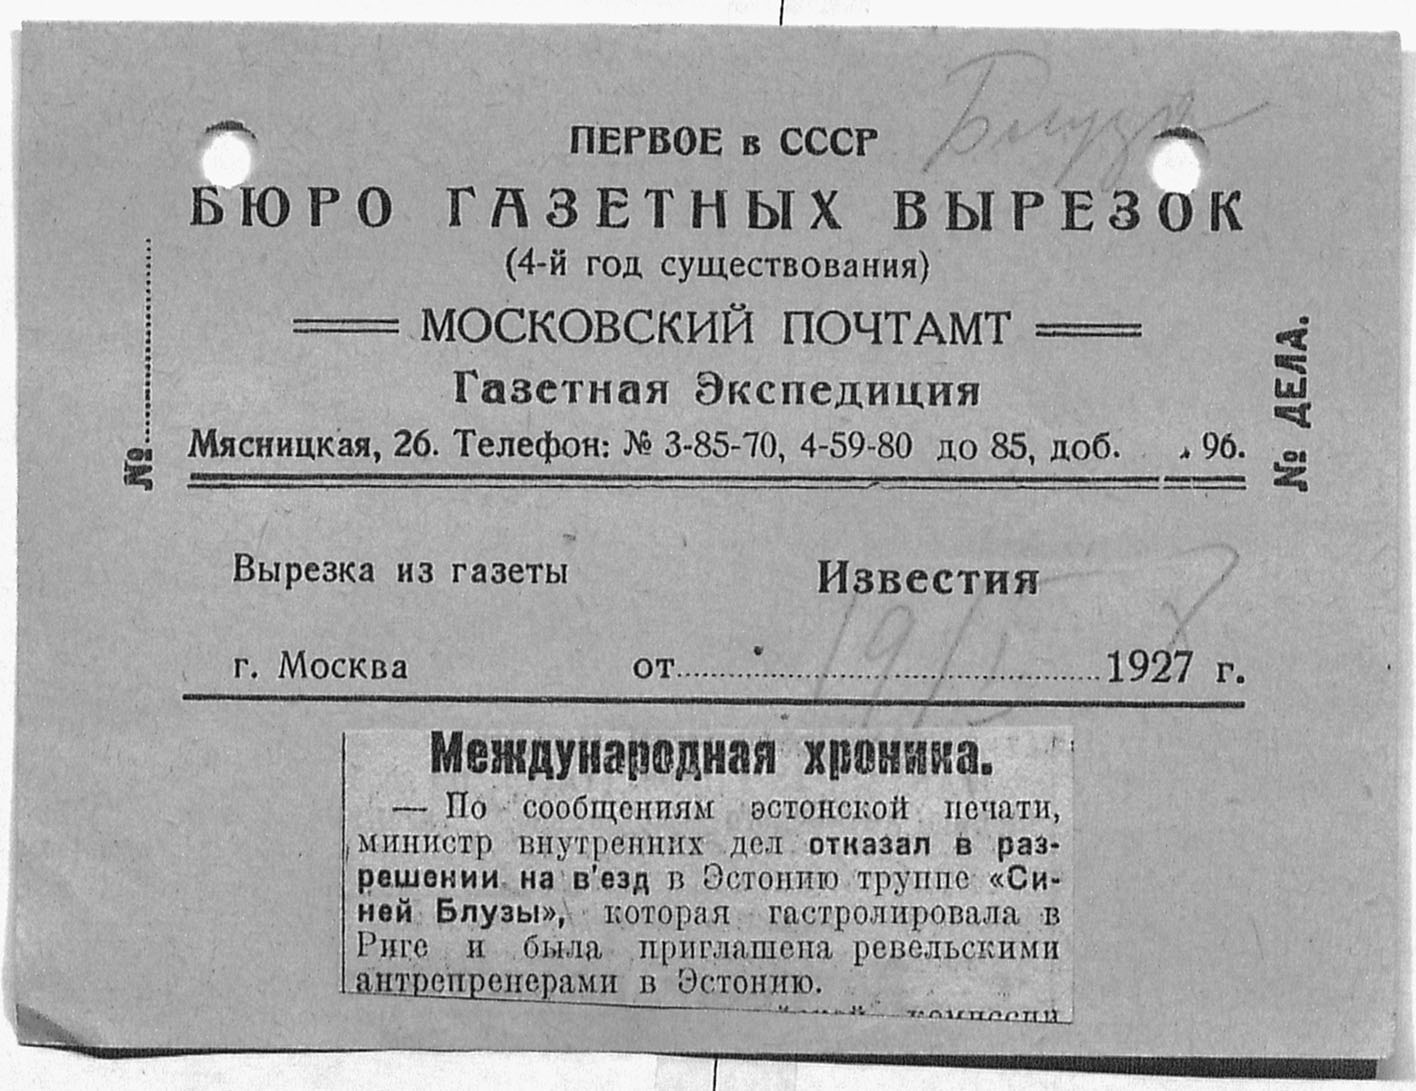 Блуза
ПЕРВОЕ в СССР
БЮРО ГАЗЕТНЫХ ВЫРЕЗОК
(4-й год существования)
МОСКОВСКИЙ ПОЧТАМТ
Газетная Экспедиция
Мясницкая, 26. Телефон: № 3-85-70, 4-59-80 до 85, доб. 96.
№
№ ДЕЛА.
Вырезка из газеты Известия
г. Москва от 1927 г.
Международная хроника.
— По сообщениям эстонской печати,
министр внутренних дел отказал в раз-
решении на в'езд в Эстонию труппе «Си-
ней Блузы», которая гастролировала в
Риге и была приглашена ревельскими
антрепренерами в Эстонию.